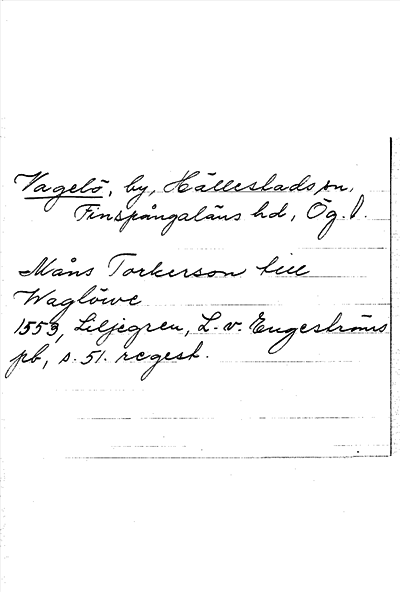 Vagelö, by, Hällestads sn,
Finspångaläns hd, Ög. l.
Måns Torkerson till
Waglöwe
1553, Liljegren, L. v. Engeströms
pb, s. 51. regest.